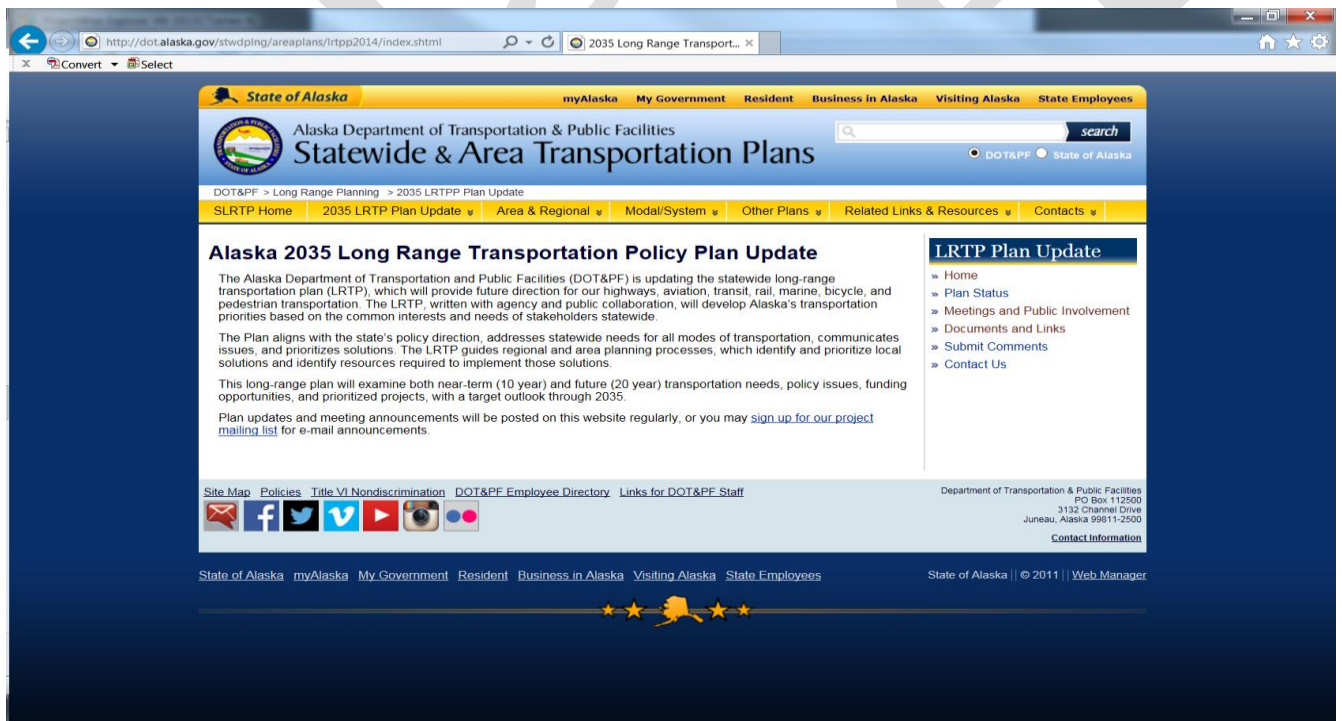 http://dot.alaska.gov/stwdplng/areaplans/lrtpp2014/index.shtml
2035 Long Range Transport...
x Convert Select
State of Alaska
myAlaska My Government Resident Business in Alaska Visiting Alaska State Employees
Alaska Department of Transportation & Public Facilities
Statewide & Area Transportation Plans
search
DOT&PF State of Alaska
DOT&PF > Long Range Planning > 2035 LRTPP Plan Update
SLRTP Home 2035 LRTP Plan Update Area & Regional Modal/System Other Plans Related Links & Resources Contacts
Alaska 2035 Long Range Transportation Policy Plan Update
The Alaska Department of Transportation and Public Facilities (DOT&PF) is updating the statewide long-range
transportation plan (LRTP), which will provide future direction for our highways, aviation, transit, rail, marine, bicycle, and
pedestrian transportation. The LRTP, written with agency and public collaboration, will develop Alaska's transportation
priorities based on the common interests and needs of stakeholders statewide.
The Plan aligns with the state's policy direction, addresses statewide needs for all modes of transportation, communicates
issues, and prioritizes solutions. The LRTP guides regional and area planning processes, which identify and prioritize local
solutions and identify resources required to implement those solutions.
This long-range plan will examine both near-term (10 year) and future (20 year) transportation needs, policy issues, funding
opportunities, and prioritized projects, with a target outlook through 2035.
Plan updates and meeting announcements will be posted on this website regularly, or you may sign up for our project
mailing list for e-mail announcements.
LRTP Plan Update
» Home
» Plan Status
» Meetings and Public Involvement
» Documents and Links
» Submit Comments
» Contact Us
Site Map Policies Title VI Nondiscrimination DOT&PF Employee Directory Links for DOT&PF Staff
Department of Transportation & Public Facilities
PO Box 112500
3132 Channel Drive
Juneau, Alaska 99811-2500
Contact Information
State of Alaska myAlaska My Government Resident Business in Alaska Visiting Alaska State Employees
State of Alaska || © 2011 || Web Manager